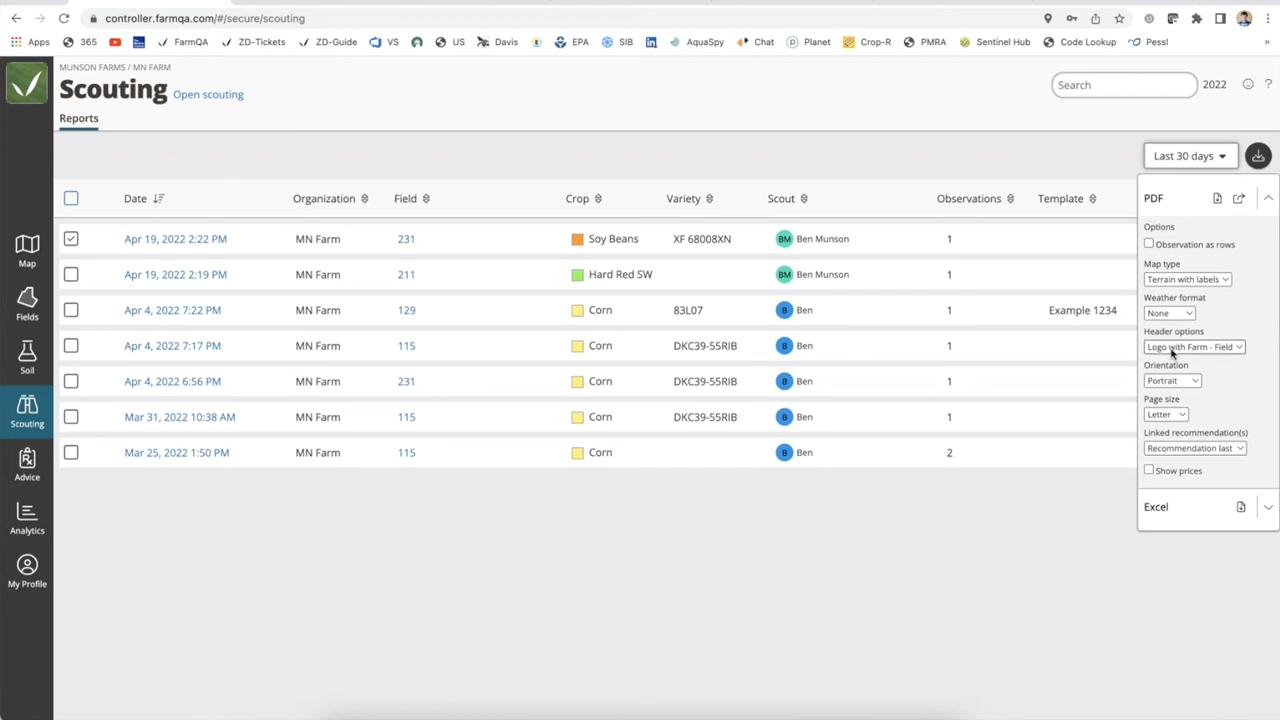 controller.farmqa.com/#/secure/scouting
Apps 365 FarmQA ZD-Tickets ZD-Guide VS US Davis EPA SIB AquaSpy Chat Planet Crop-R PMRA Sentinel Hub Code Lookup Pessl »
MUNSON FARMS / MN FARM
Scouting Open scouting
Search 2022 ?
Reports
Last 30 days
Date Organization Field Crop Variety Scout Observations Template
Apr 19, 2022 2:22 PM MN Farm 231 Soy Beans XF 68008XN BM Ben Munson 1
Apr 19, 2022 2:19 PM MN Farm 211 Hard Red SW BM Ben Munson 1
Apr 4, 2022 7:22 PM MN Farm 129 Corn 83L07 B Ben 1 Example 1234
Apr 4, 2022 7:17 PM MN Farm 115 Corn DKC39-55RIB B Ben 1
Apr 4, 2022 6:56 PM MN Farm 231 Corn DKC39-55RIB B Ben 1
Mar 31, 2022 10:38 AM MN Farm 115 Corn DKC39-55RIB B Ben 1
Mar 25, 2022 1:50 PM MN Farm 115 Corn B Ben 2
PDF
Options
Observation as rows
Map type
Terrain with labels
Weather format
None
Header options
Logo with Farm - Field
Orientation
Portrait
Page size
Letter
Linked recommendation(s)
Recommendation last
Show prices
Excel
Map
Fields
Soil
Scouting
Advice
Analytics
My Profile